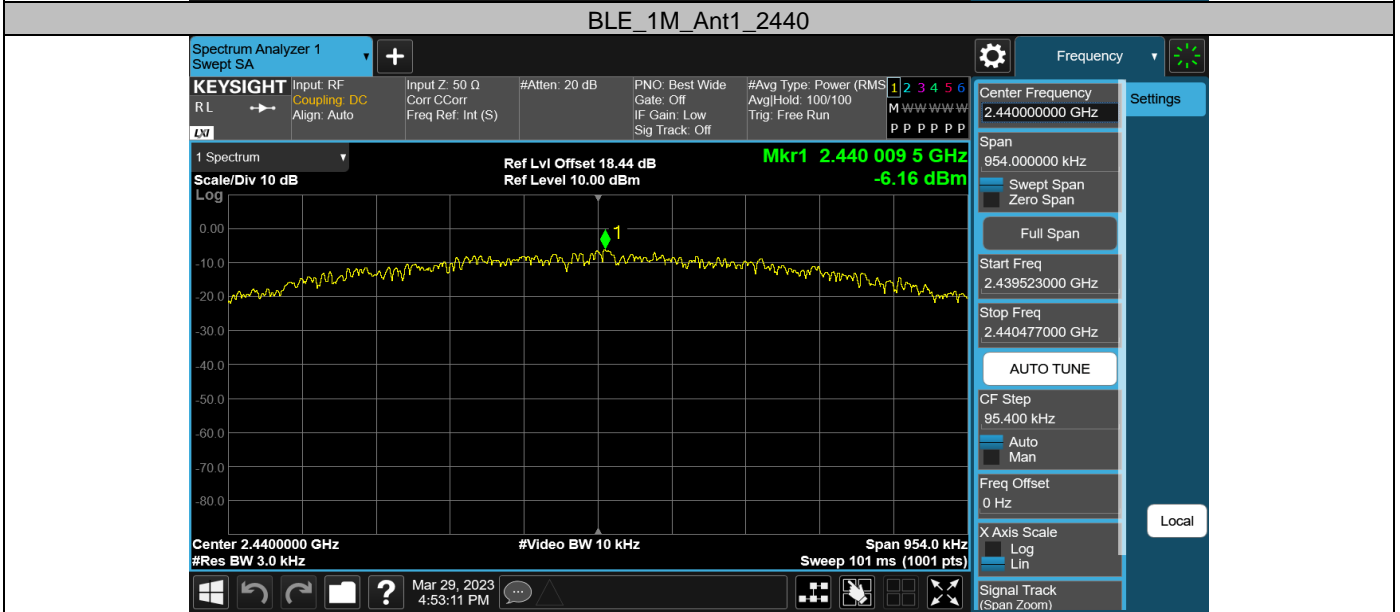 BLE_1M_Ant1_2440
Spectrum Analyzer 1
Swept SA
+
Frequency
KEYSIGHT
RL
LXI
Input: RF
Coupling: DC
Align: Auto
Input Z: 50 Ω
Corr CCorr
Freq Ref: Int (S)
#Atten: 20 dB
PNO: Best Wide
Gate: Off
IF Gain: Low
Sig Track: Off
#Avg Type: Power (RMS
Avg|Hold: 100/100
Trig: Free Run
1 2 3 4 5 6
M W W W W W
P P P P P P
1 Spectrum
Scale/Div 10 dB
Log
Ref Lvl Offset 18.44 dB
Ref Level 10.00 dBm
Mkr1 2.440 009 5 GHz
-6.16 dBm
1
0.00
-10.0
-20.0
-30.0
-40.0
-50.0
-60.0
-70.0
-80.0
Center 2.4400000 GHz
#Res BW 3.0 kHz
#Video BW 10 kHz
Span 954.0 kHz
Sweep 101 ms (1001 pts)
?
Mar 29, 2023
4:53:11 PM
Center Frequency
2.440000000 GHz
Span
954.000000 kHz
Swept Span
Zero Span
Full Span
Start Freq
2.439523000 GHz
Stop Freq
2.440477000 GHz
AUTO TUNE
CF Step
95.400 kHz
Auto
Man
Freq Offset
0 Hz
X Axis Scale
Log
Lin
Signal Track
(Span Zoom)
Settings
Local